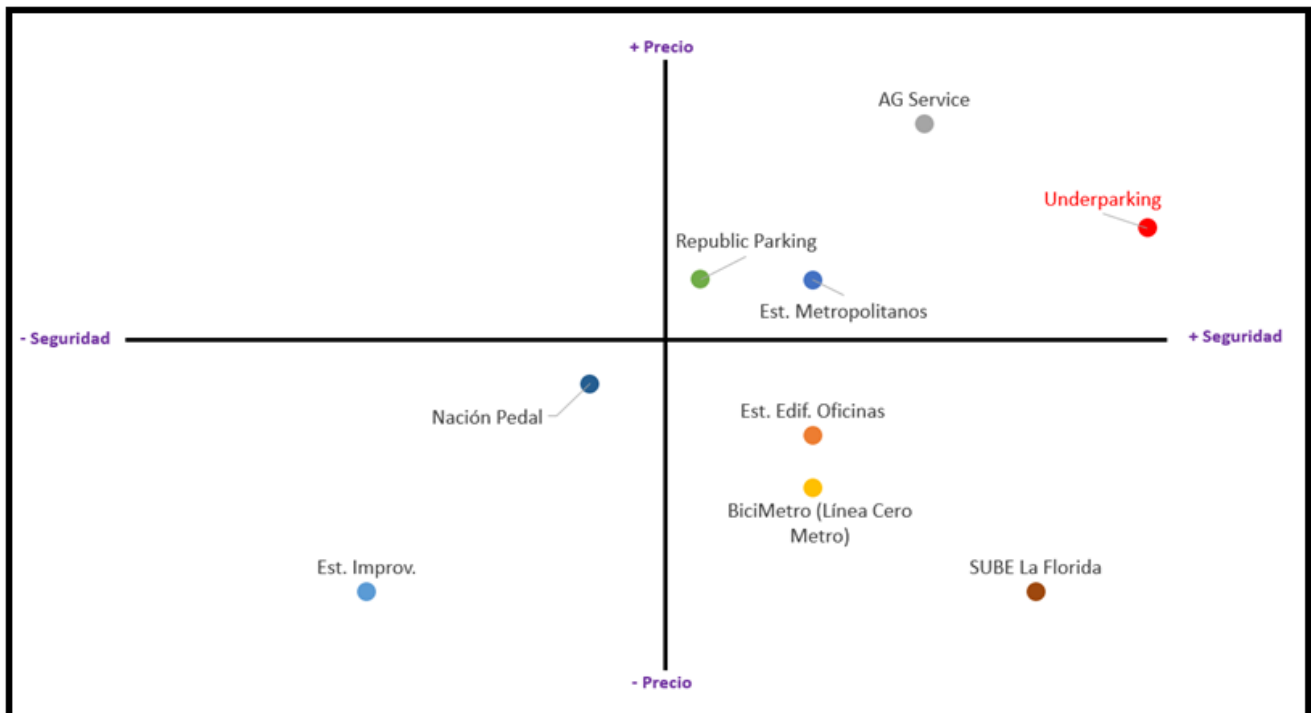 + Precio
AG Service
Underparking
Republic Parking
Est. Metropolitanos
- Seguridad
+ Seguridad
Nación Pedal
Est. Edif. Oficinas
BiciMetro (Línea Cero
Metro)
Est. Improv.
SUBE La Florida
- Precio